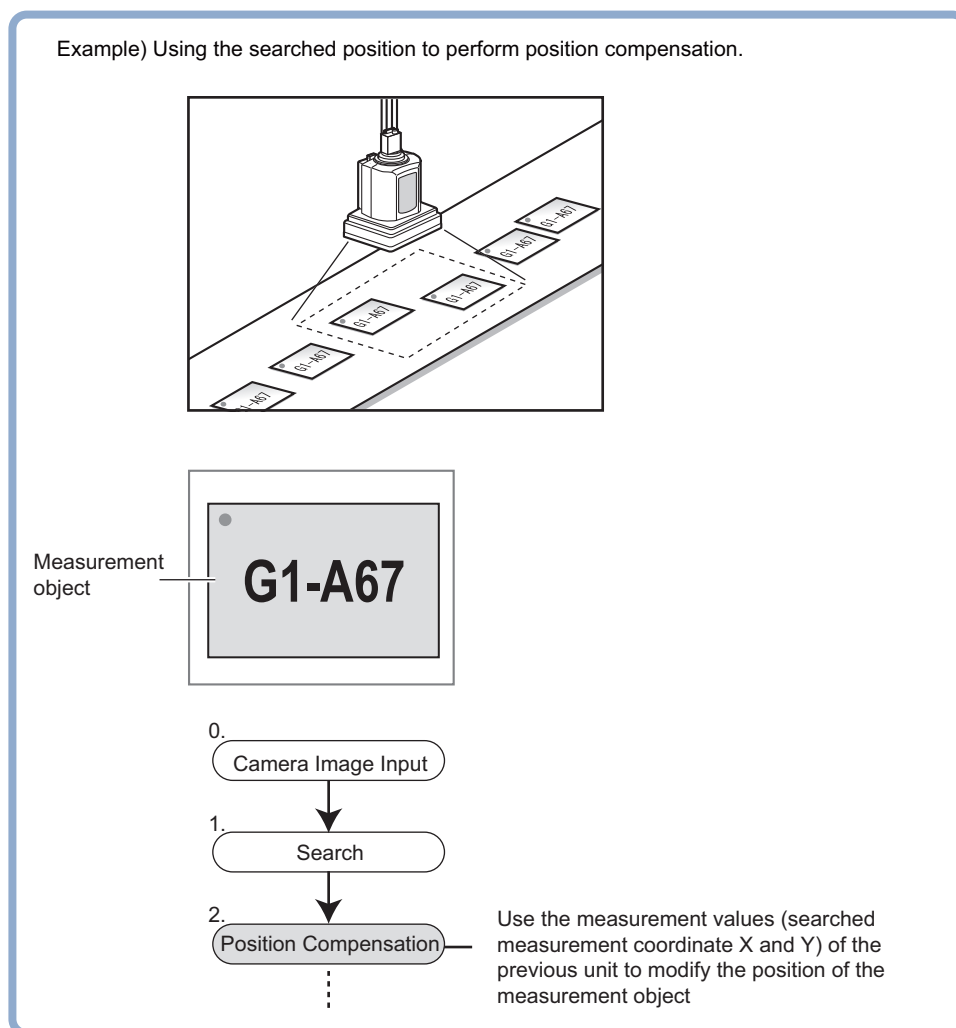 Example) Using the searched position to perform position compensation.
G1-A67
G1-A67
G1-A67
G1-A67
G1-A67
G1-A67
Measurement
object
G1-A67
0.
Camera Image Input
1.
Search
2.
Position Compensation
Use the measurement values (searched
measurement coordinate X and Y) of the
previous unit to modify the position of the
measurement object